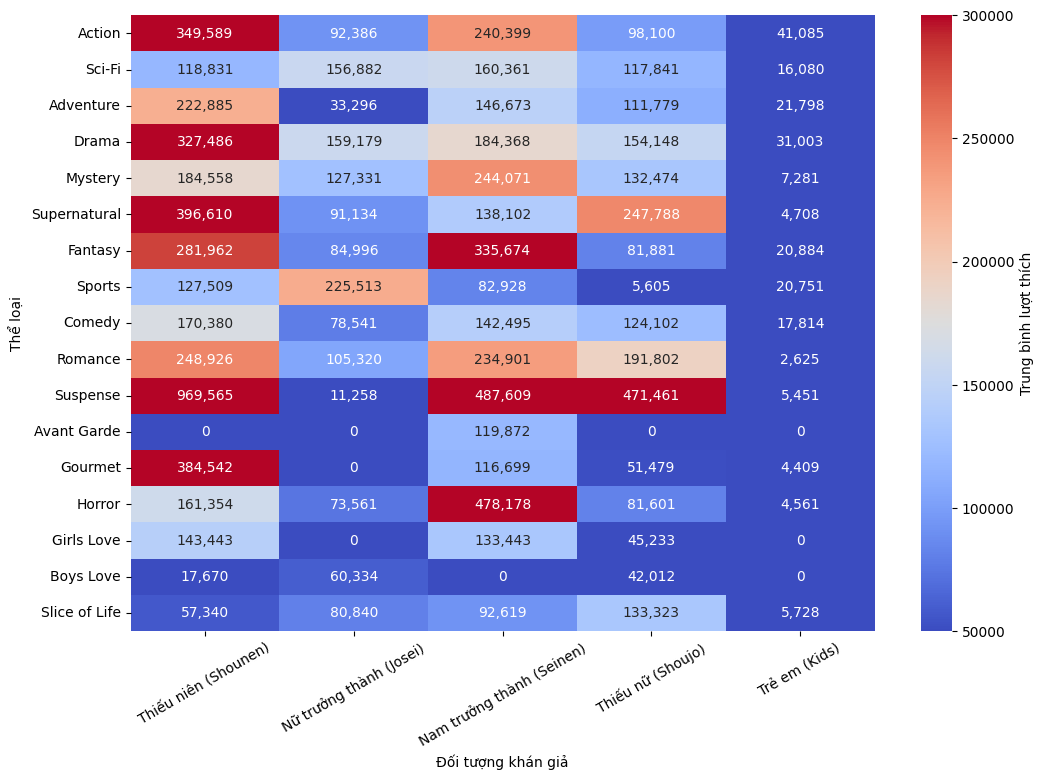 Action 349,589 92,386 240,399 98,100 41,085
Sci-Fi 118,831 156,882 160,361 117,841 16,080
Adventure 222,885 33,296 146,673 111,779 21,798
Drama 327,486 159,179 184,368 154,148 31,003
Mystery 184,558 127,331 244,071 132,474 7,281
Supernatural 396,610 91,134 138,102 247,788 4,708
Fantasy 281,962 84,996 335,674 81,881 20,884
Sports 127,509 225,513 82,928 5,605 20,751
Comedy 170,380 78,541 142,495 124,102 17,814
Romance 248,926 105,320 234,901 191,802 2,625
Suspense 969,565 11,258 487,609 471,461 5,451
Avant Garde 0 0 119,872 0 0
Gourmet 384,542 0 116,699 51,479 4,409
Horror 161,354 73,561 478,178 81,601 4,561
Girls Love 143,443 0 133,443 45,233 0
Boys Love 17,670 60,334 0 42,012 0
Slice of Life 57,340 80,840 92,619 133,323 5,728
Thể loại
Thiếu niên (Shounen)
Nữ trưởng thành (Josei)
Nam trưởng thành (Seinen)
Thiếu nữ (Shoujo)
Trẻ em (Kids)
Đối tượng khán giả
300000
250000
200000
150000
100000
50000
Trung bình lượt thích